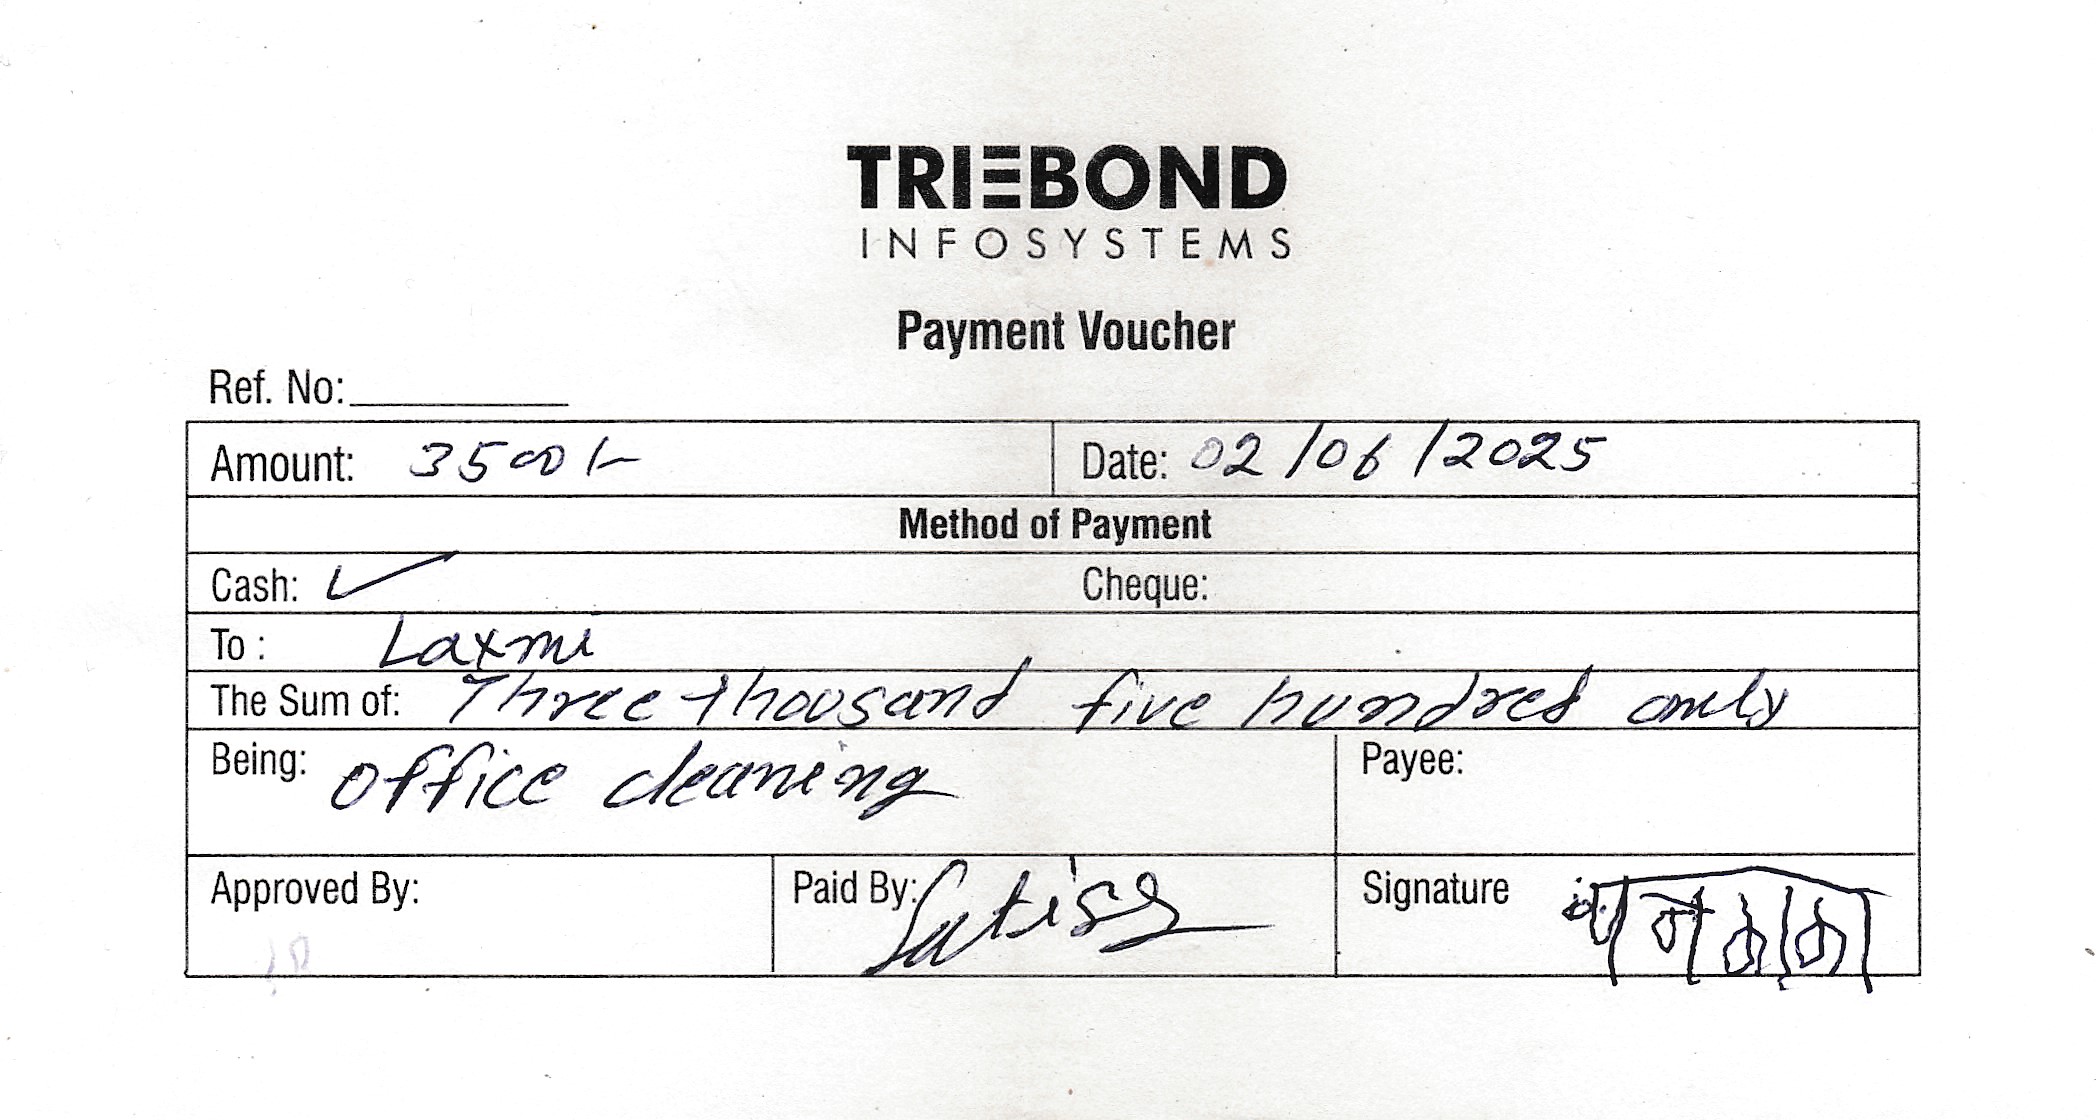 TRIEBOND
INFOSYSTEMS
Payment Voucher
Ref. No:
Amount: 3500/- Date: 02/06/2025
Method of Payment
Cash: ✓ Cheque:
To : Laxmi
The Sum of: Three thousand five hundred only
Being: office cleaning Payee:
Approved By: Paid By: Signature